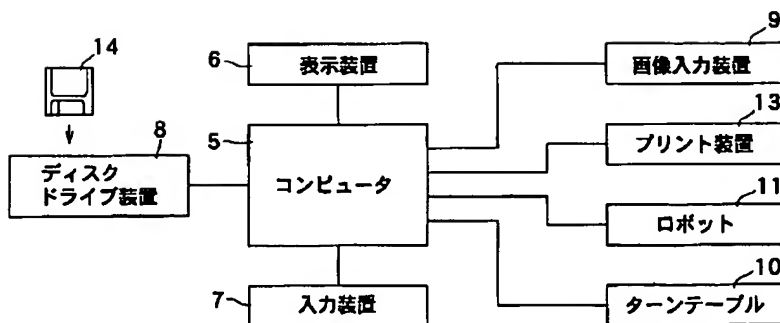 14
6
表示装置
9
画像入力装置
8
ディスク
ドライブ装置
5
コンピュータ
13
プリント装置
11
ロボット
7
入力装置
10
ターンテーブル